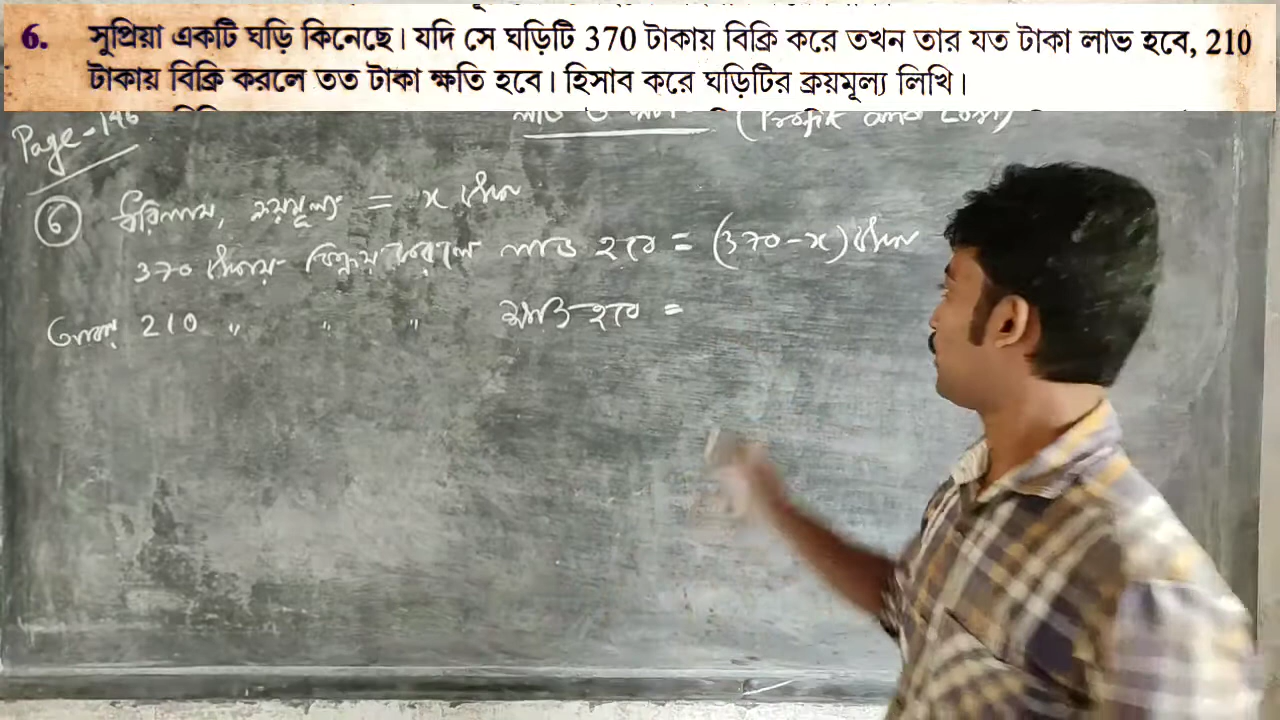 6. সুপ্রিয়া একটি ঘড়ি কিনেছে। যদি সে ঘড়িটি 370 টাকায় বিক্রি করে তখন তার যত টাকা লাভ হবে, 210
টাকায় বিক্রি করলে তত টাকা ক্ষতি হবে। হিসাব করে ঘড়িটির ক্রয়মূল্য লিখি।
Page-146
(Profit and Loss)
6 ধরিলাম, ক্রয়মূল্য = x টাকা
370 টাকায় বিক্রয় করলে লাভ হবে = (370-x) টাকা
আবার 210 " " " ক্ষতি হবে =